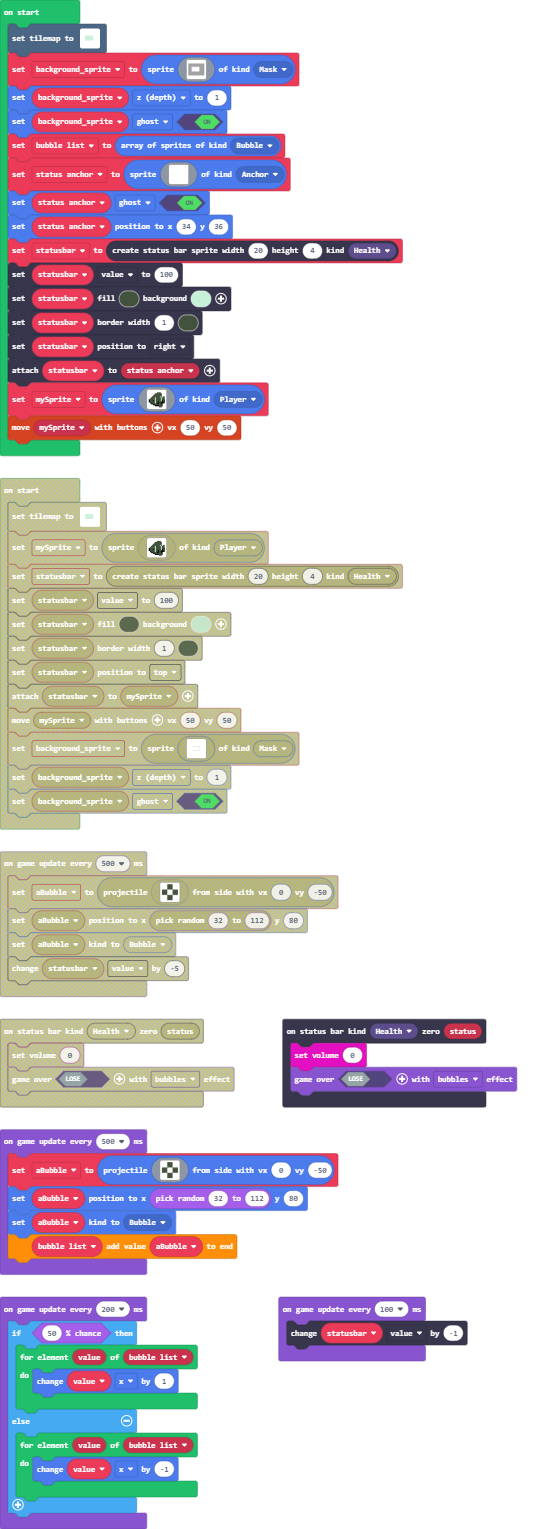 on start
set tilemap to
set background_sprite to sprite of kind Mask
set background_sprite z (depth) to 1
set background_sprite ghost ON
set bubble list to array of sprites of kind Bubble
set status anchor to sprite of kind Anchor
set status anchor ghost ON
set status anchor position to x 34 y 36
set statusbar to create status bar sprite width 20 height 4 kind Health
set statusbar value to 100
set statusbar fill background
set statusbar border width 1
set statusbar position to right
attach statusbar to status anchor
set mySprite to sprite of kind Player
move mySprite with buttons vx 50 vy 50
on start
set tilemap to
set mySprite to sprite of kind Player
set statusbar to create status bar sprite width 20 height 4 kind Health
set statusbar value to 100
set statusbar fill background
set statusbar border width 1
set statusbar position to top
attach statusbar to mySprite
move mySprite with buttons vx 50 vy 50
set background_sprite to sprite of kind Mask
set background_sprite z (depth) to 1
set background_sprite ghost ON
on game update every 500 ms
set aBubble to projectile from side with vx 0 vy -50
set aBubble position to x pick random 32 to 112 y 80
set aBubble kind to Bubble
change statusbar value by -5
on status bar kind Health zero status
set volume 0
game over LOSE with bubbles effect
on status bar kind Health zero status
set volume 0
game over LOSE with bubbles effect
on game update every 500 ms
set aBubble to projectile from side with vx 0 vy -50
set aBubble position to x pick random 32 to 112 y 80
set aBubble kind to Bubble
bubble list add value aBubble to end
on game update every 200 ms
if 50 % chance then
for element value of bubble list
do change value x by 1
else
for element value of bubble list
do change value x by -1
on game update every 100 ms
change statusbar value by -1